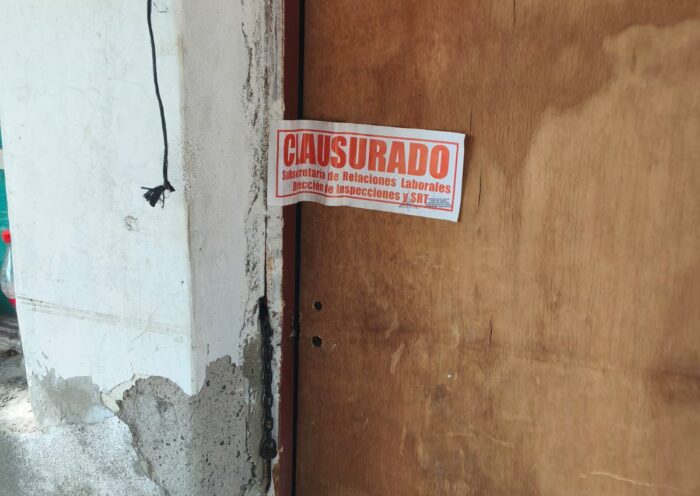 CLAUSURADO
Subsecretaría de Relaciones Laborales
Dirección de Inspecciones y SRT